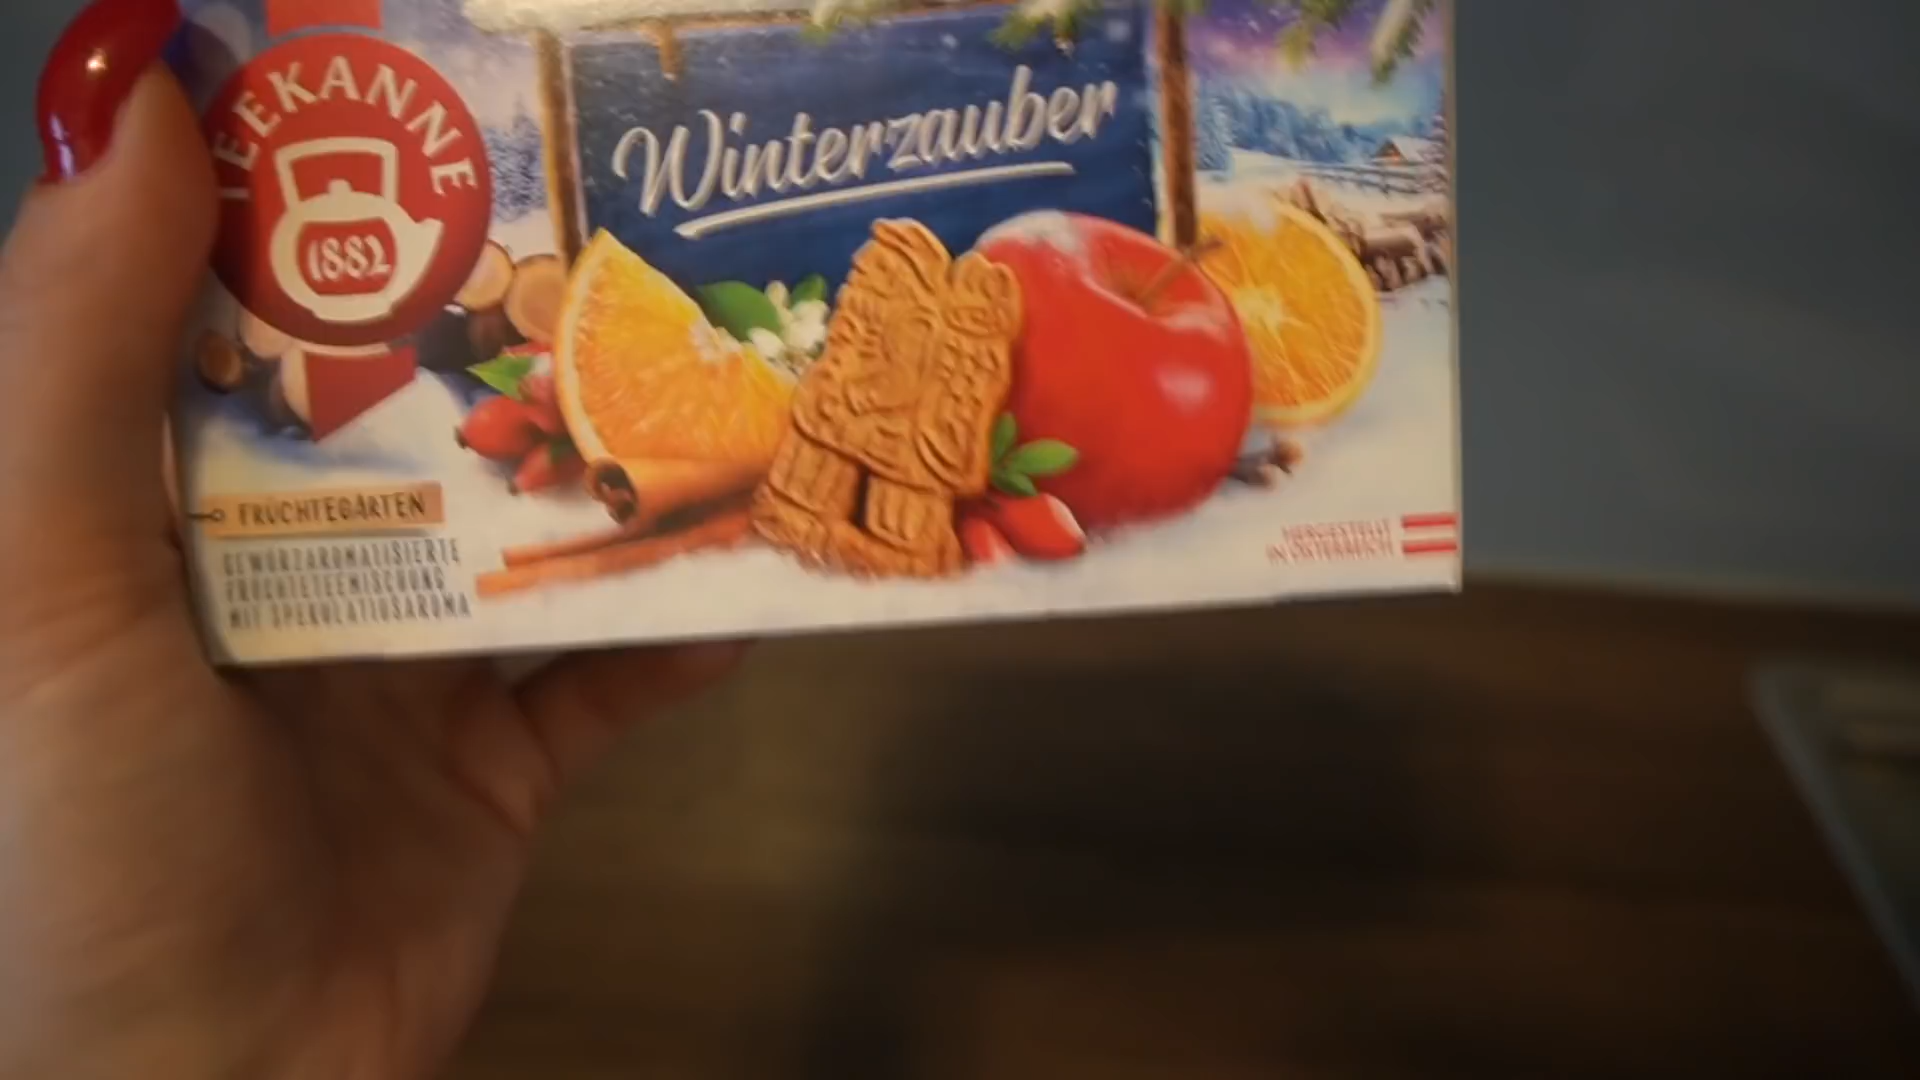 TEEKANNE
1882
Winterzauber
FRÜCHTEGARTEN
GEWÜRZAROMATISIERTE
FRÜCHTETEEMISCHUNG
MIT SPEKULATIUSAROMA
HERGESTELLT
IN ÖSTERREICH